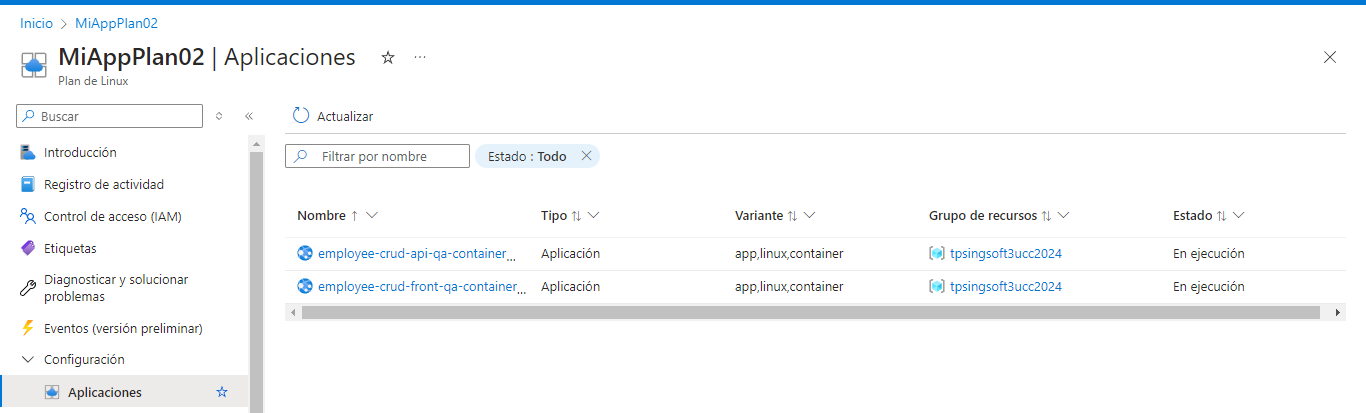 Inicio > MiAppPlan02
MiAppPlan02 | Aplicaciones
Plan de Linux
Buscar
Introducción
Registro de actividad
Control de acceso (IAM)
Etiquetas
Diagnosticar y solucionar
problemas
Eventos (versión preliminar)
Configuración
Aplicaciones
Actualizar
Filtrar por nombre
Estado : Todo
Nombre Tipo Variante Grupo de recursos Estado
employee-crud-api-qa-container... Aplicación app,linux,container tpsingsoft3ucc2024 En ejecución
employee-crud-front-qa-container... Aplicación app,linux,container tpsingsoft3ucc2024 En ejecución